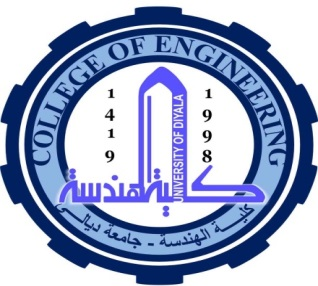 COLLEGE OF ENGINEERING
1419
1998
UNIVERSITY OF DIYALA
كلية الهندسة
كلية الهندسة - جامعة ديالى